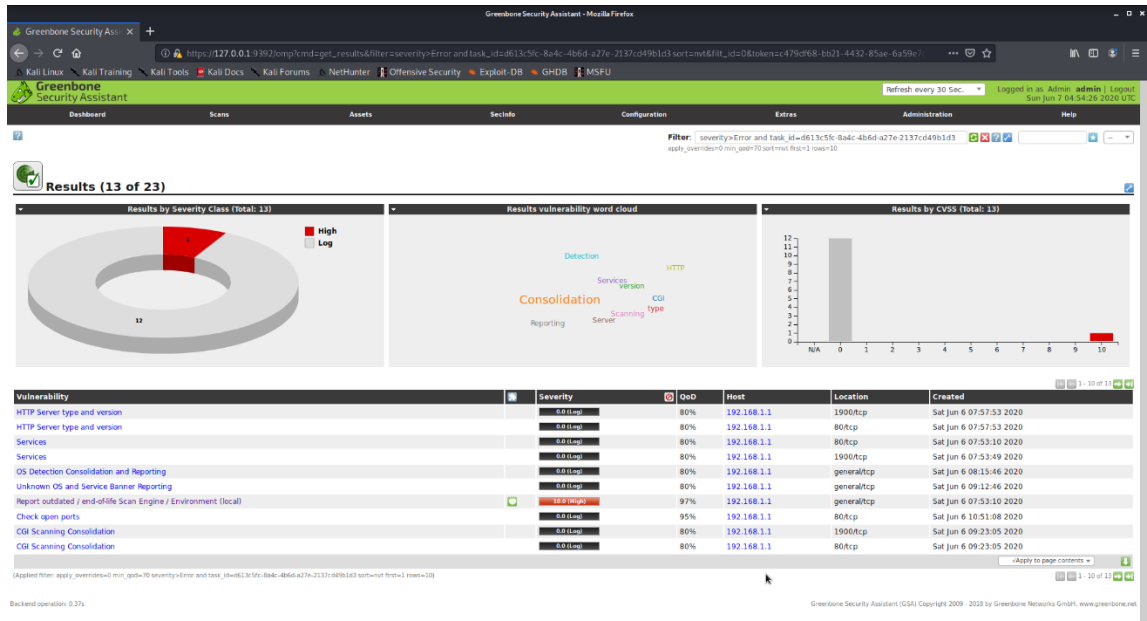 Greenbone Security Assistant - Mozilla Firefox
Greenbone Security Assi
https://127.0.0.1:9392/omp?cmd=get_results&filter=severity>Error and task_id=d613c5fc-8a4c-4b6d-a27e-2137cd49b1d3 sort=nvt&filt_id=0&token=c479df68-bb21-4432-85ae-6a59e7
Kali Linux Kali Training Kali Tools Kali Docs Kali Forums NetHunter Offensive Security Exploit-DB GHDB MSFU
Greenbone
Security Assistant
Refresh every 30 Sec.
Logged in as Admin admin | Logout
Sun Jun 7 04:54:26 2020 UTC
Dashboard Scans Assets SecInfo Configuration Extras Administration Help
Filter: severity>Error and task_id=d613c5fc-8a4c-4b6d-a27e-2137cd49b1d3 --
apply_overrides=0 min_qod=70 sort=nvt first=1 rows=10
Results (13 of 23)
Results by Severity Class (Total: 13)
1
12
High
Log
Results vulnerability word cloud
Detection
HTTP
Services
version
Consolidation
CGI
type
Scanning
Server
Reporting
Results by CVSS (Total: 13)
12
11
10
9
8
7
6
5
4
3
2
1
0
N/A 0 1 2 3 4 5 6 7 8 9 10
1 - 10 of 13
Vulnerability Severity QoD Host Location Created
HTTP Server type and version 0.0 (Log) 80% 192.168.1.1 1900/tcp Sat Jun 6 07:57:53 2020
HTTP Server type and version 0.0 (Log) 80% 192.168.1.1 80/tcp Sat Jun 6 07:57:53 2020
Services 0.0 (Log) 80% 192.168.1.1 80/tcp Sat Jun 6 07:53:10 2020
Services 0.0 (Log) 80% 192.168.1.1 1900/tcp Sat Jun 6 07:53:49 2020
OS Detection Consolidation and Reporting 0.0 (Log) 80% 192.168.1.1 general/tcp Sat Jun 6 08:15:46 2020
Unknown OS and Service Banner Reporting 0.0 (Log) 80% 192.168.1.1 general/tcp Sat Jun 6 09:12:46 2020
Report outdated / end-of-life Scan Engine / Environment (local) 10.0 (High) 97% 192.168.1.1 general/tcp Sat Jun 6 07:53:10 2020
Check open ports 0.0 (Log) 95% 192.168.1.1 80/tcp Sat Jun 6 10:51:08 2020
CGI Scanning Consolidation 0.0 (Log) 80% 192.168.1.1 1900/tcp Sat Jun 6 09:23:05 2020
CGI Scanning Consolidation 0.0 (Log) 80% 192.168.1.1 80/tcp Sat Jun 6 09:23:05 2020
√Apply to page contents
(Applied filter: apply_overrides=0 min_qod=70 severity>Error and task_id=d613c5fc-8a4c-4b6d-a27e-2137cd49b1d3 sort=nvt first=1 rows=10)
1 - 10 of 13
Backend operation: 0.37s
Greenbone Security Assistant (GSA) Copyright 2009 - 2018 by Greenbone Networks GmbH, www.greenbone.net